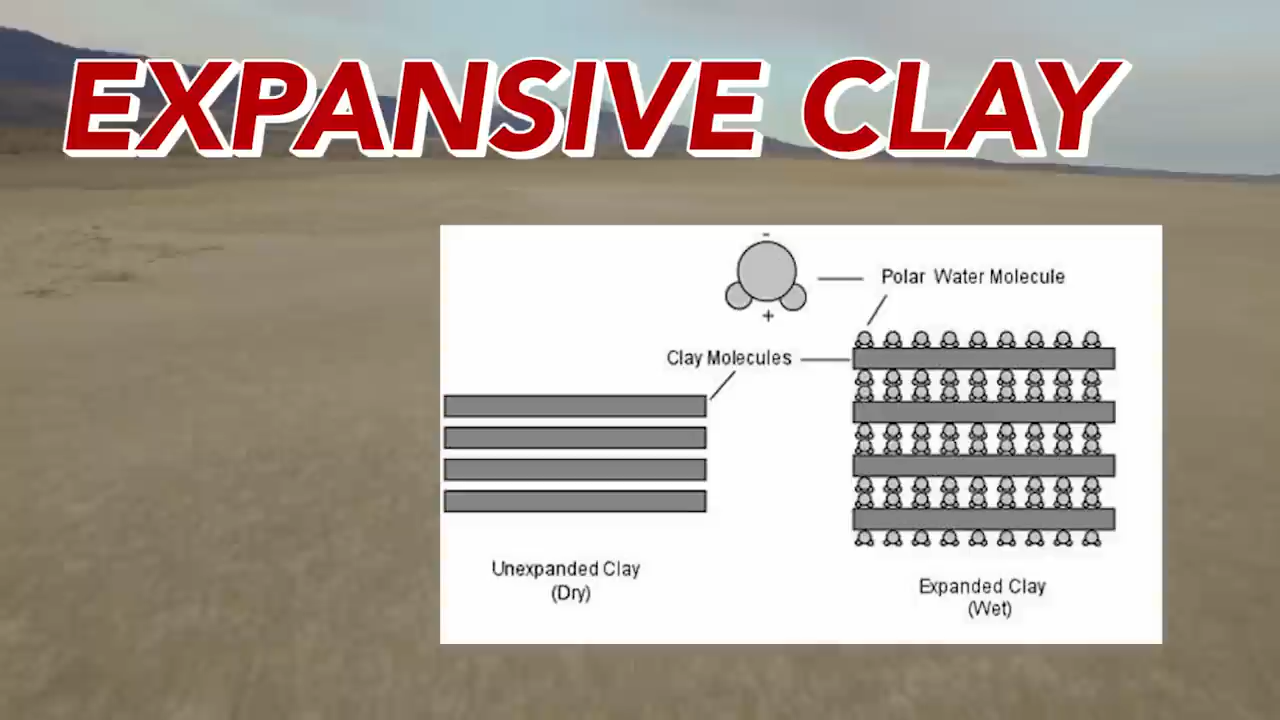 EXPANSIVE CLAY
-
Polar Water Molecule
+
Clay Molecules
Unexpanded Clay
(Dry)
Expanded Clay
(Wet)